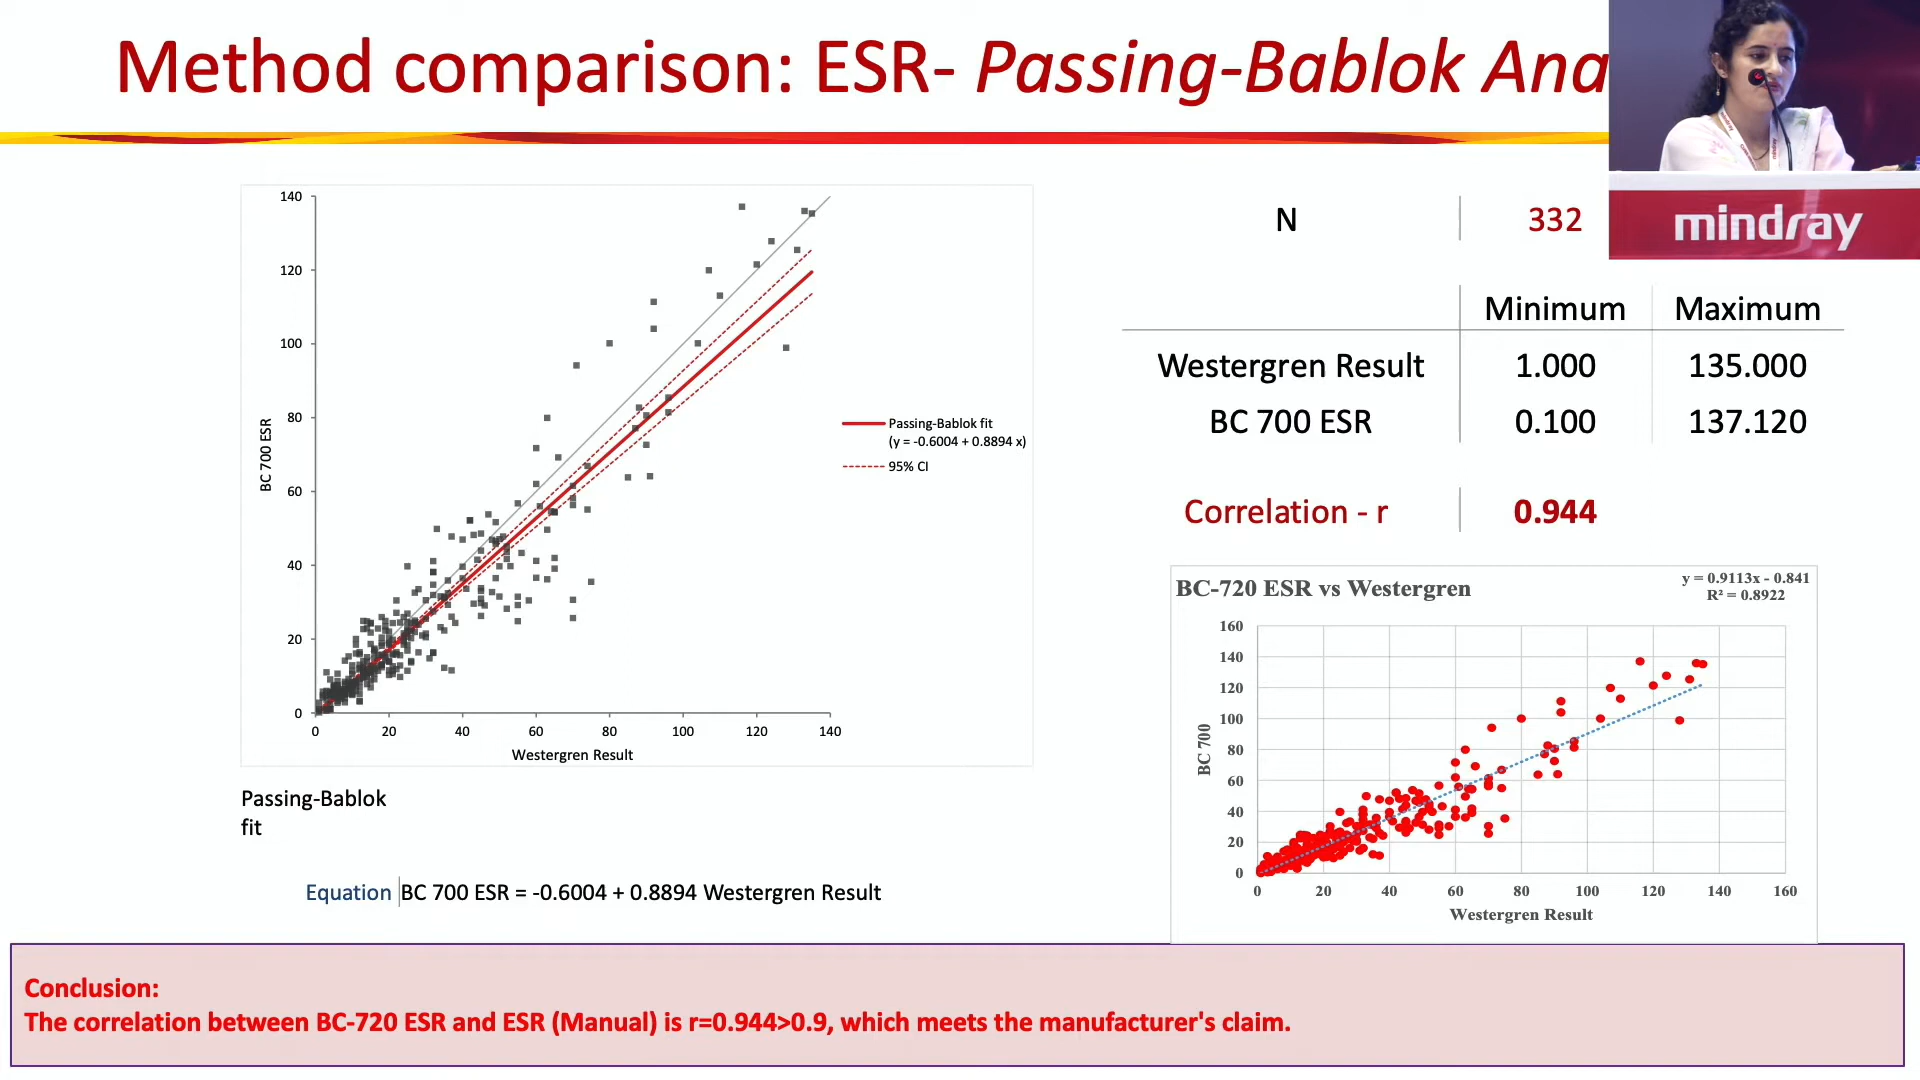 Method comparison: ESR- Passing-Bablok Ana
mindray
N 332
Minimum Maximum
Westergren Result 1.000 135.000
BC 700 ESR 0.100 137.120
Correlation - r 0.944
140
120
100
80
60
40
20
0
BC 700 ESR
0 20 40 60 80 100 120 140
Westergren Result
Passing-Bablok fit
(y = -0.6004 + 0.8894 x)
95% CI
BC-720 ESR vs Westergren
y = 0.9113x - 0.841
R² = 0.8922
160
140
120
100
80
60
40
20
0
BC 700
0 20 40 60 80 100 120 140 160
Westergren Result
Passing-Bablok
fit
Equation BC 700 ESR = -0.6004 + 0.8894 Westergren Result
Conclusion:
The correlation between BC-720 ESR and ESR (Manual) is r=0.944>0.9, which meets the manufacturer's claim.